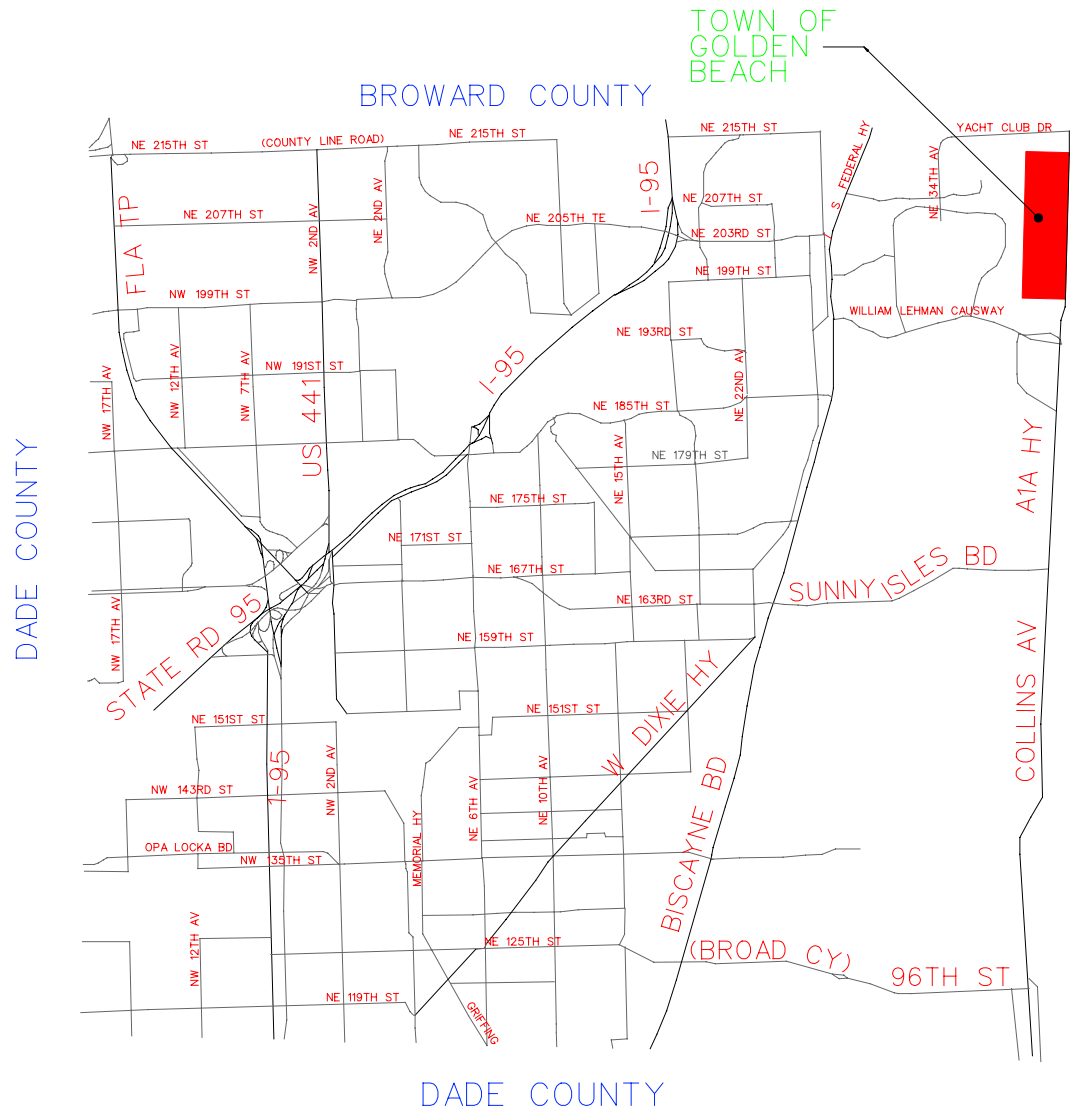 TOWN OF
GOLDEN
BEACH
BROWARD COUNTY
NE 215TH ST
(COUNTY LINE ROAD)
NE 215TH ST
NE 215TH ST
YACHT CLUB DR
S FEDERAL HY
NE 34TH AV
I-95
FLA TP
NE 207TH ST
NW 2ND AV
NE 2ND AV
NE 205TH TE
NE 207TH ST
NE 203RD ST
NE 199TH ST
NW 199TH ST
WILLIAM LEHMAN CAUSWAY
NE 193RD ST
NW 17TH AV
NW 12TH AV
NW 7TH AV
NW 191ST ST
I-95
NE 22ND AV
US 441
NE 185TH ST
NE 15TH AV
NE 179TH ST
A1A HY
DADE COUNTY
NE 175TH ST
NE 171ST ST
NE 167TH ST
SUNNY ISLES BD
NE 163RD ST
NW 17TH AV
STATE RD 95
NE 159TH ST
W DIXIE HY
COLLINS AV
NE 151ST ST
NE 151ST ST
I-95
NW 2ND AV
NE 6TH AV
NE 10TH AV
BISCAYNE BD
NW 143RD ST
MEMORIAL HY
OPA LOCKA BD
NW 135TH ST
NW 12TH AV
NE 125TH ST
(BROAD CY)
96TH ST
NE 119TH ST
GRIFFING
DADE COUNTY